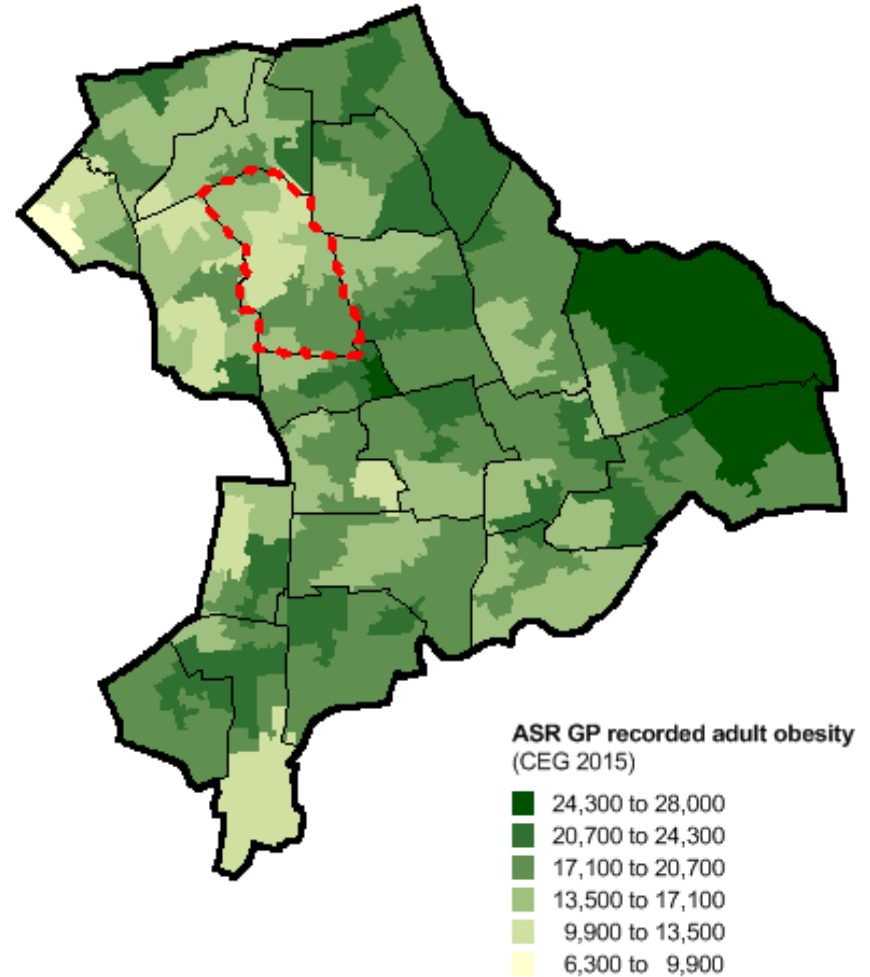 ASR GP recorded adult obesity
(CEG 2015)
24,300 to 28,000
20,700 to 24,300
17,100 to 20,700
13,500 to 17,100
9,900 to 13,500
6,300 to 9,900